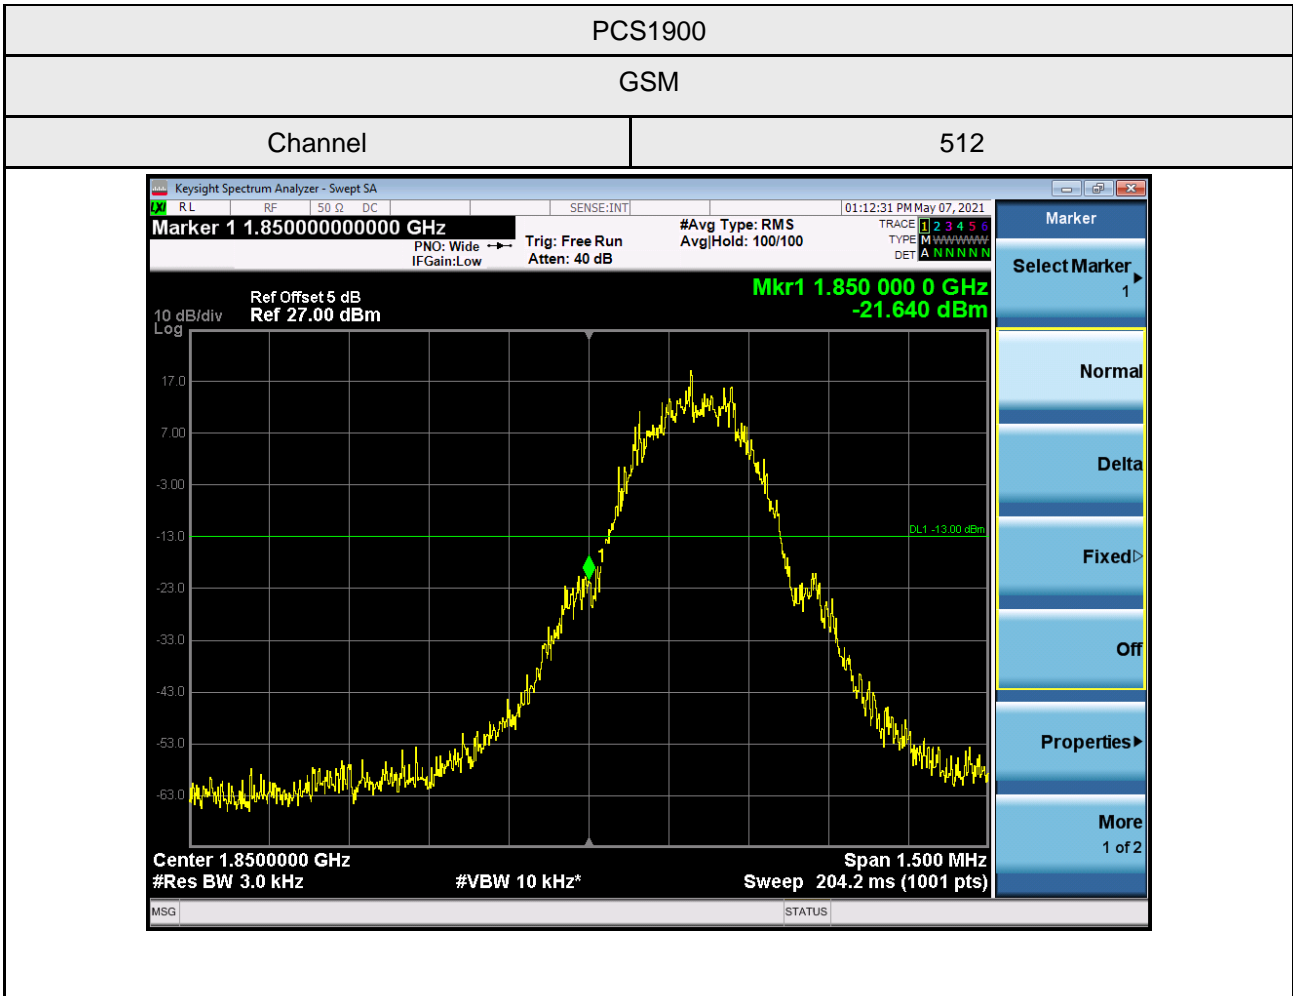 PCS1900
GSM
Channel 512
Keysight Spectrum Analyzer - Swept SA
LXI RL RF 50 Ω DC SENSE:INT 01:12:31 PM May 07, 2021
Marker 1 1.850000000000 GHz
PNO: Wide
IFGain:Low
Trig: Free Run
Atten: 40 dB
#Avg Type: RMS
Avg|Hold: 100/100
TRACE 1 2 3 4 5 6
TYPE M WWWWW
DET A N N N N N
Mkr1 1.850 000 0 GHz
-21.640 dBm
Ref Offset 5 dB
10 dB/div Ref 27.00 dBm
Log
17.0
7.00
-3.00
-13.0
-23.0
-33.0
-43.0
-53.0
-63.0
DL1 -13.00 dBm
1
Center 1.8500000 GHz Span 1.500 MHz
#Res BW 3.0 kHz #VBW 10 kHz* Sweep 204.2 ms (1001 pts)
MSG STATUS
Marker
Select Marker
1
Normal
Delta
Fixed
Off
Properties
More
1 of 2